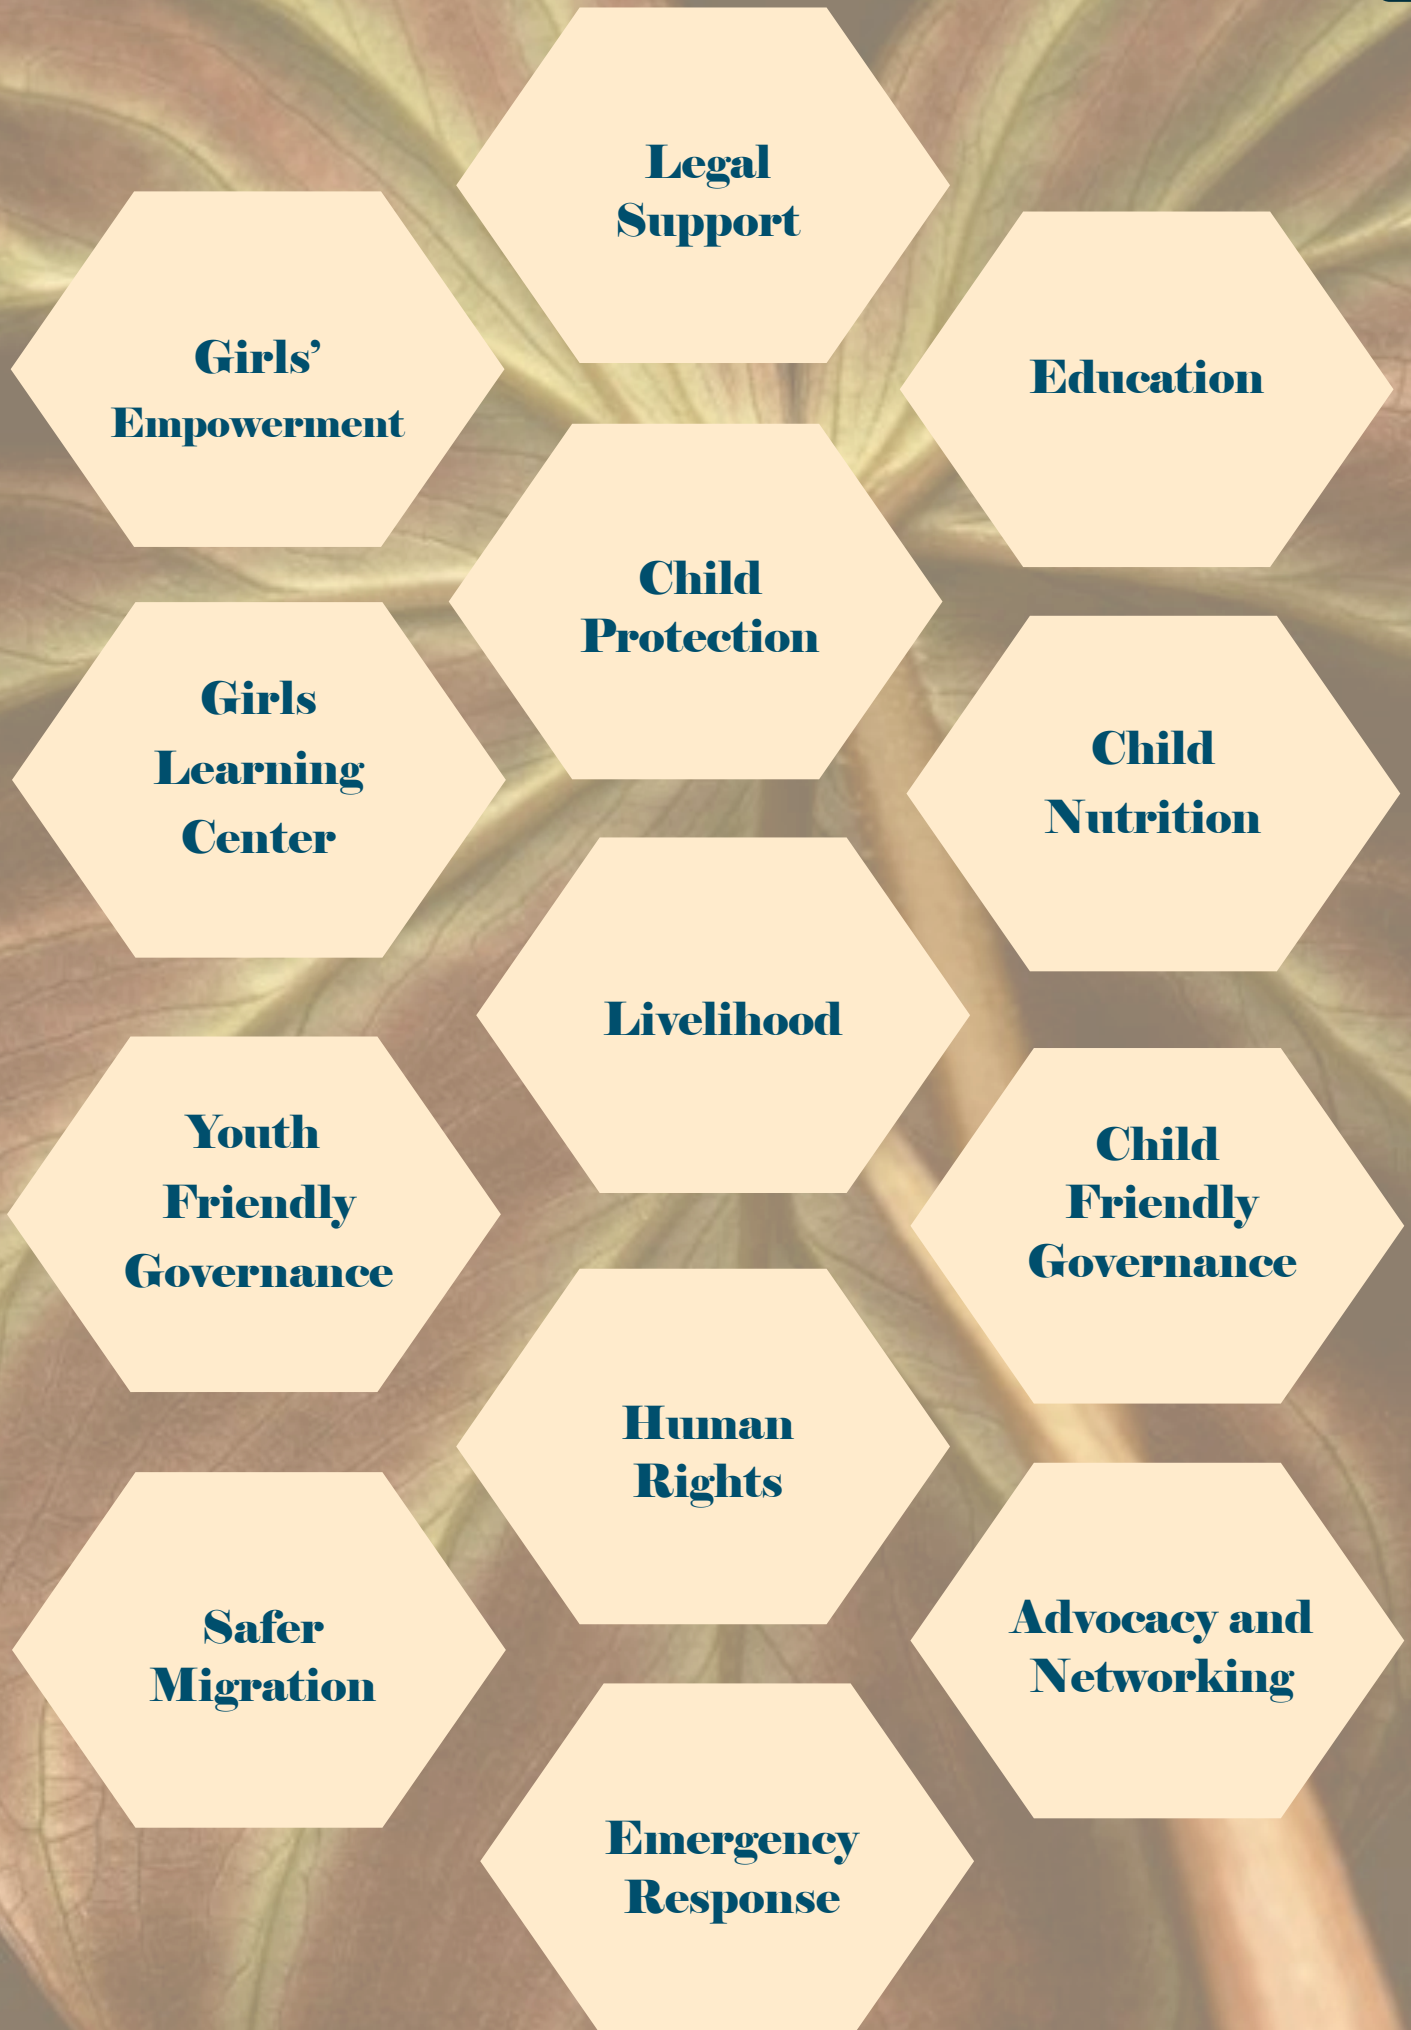 Legal
Support
Girls’
Empowerment
Education
Child
Protection
Girls
Learning
Center
Child
Nutrition
Livelihood
Youth
Friendly
Governance
Child
Friendly
Governance
Human
Rights
Safer
Migration
Advocacy and
Networking
Emergency
Response